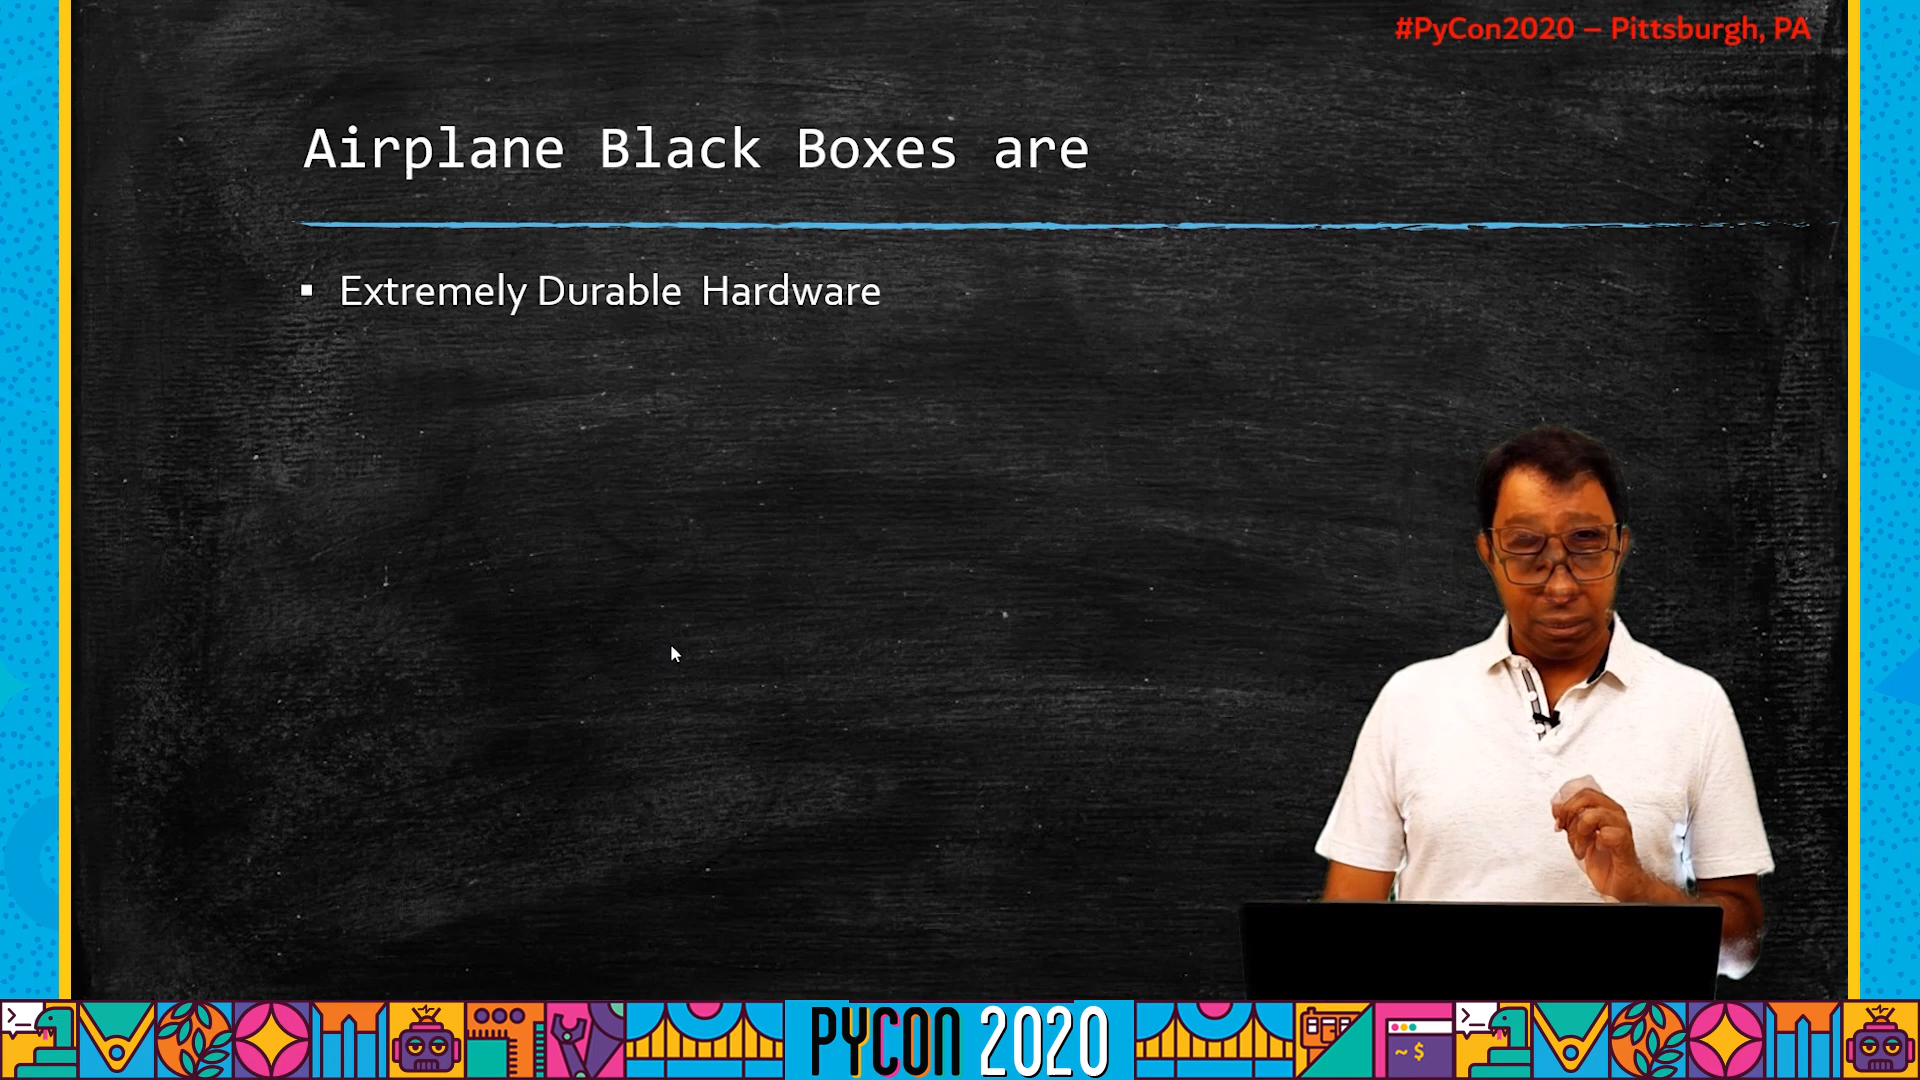 #PyCon2020 – Pittsburgh, PA
Airplane Black Boxes are
▪ Extremely Durable  Hardware
>_
~ $
>_
PYCON 2020